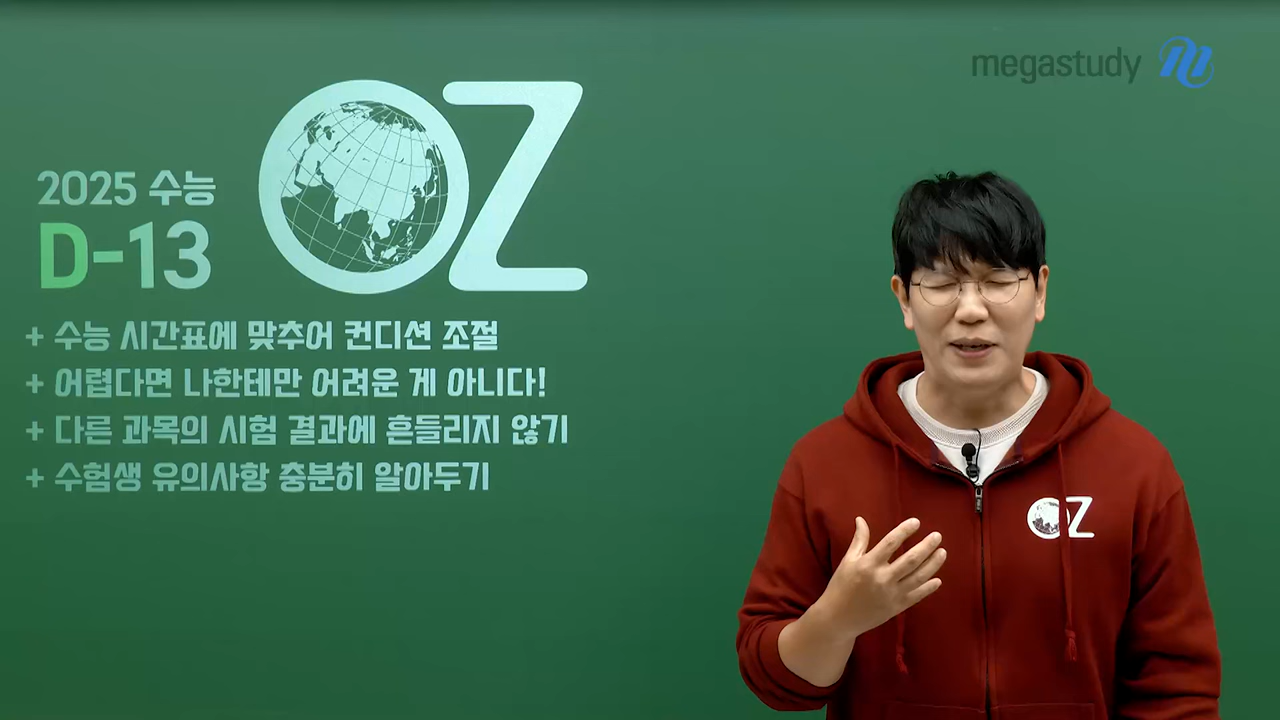 megastudy
OZ
2025 수능
D-13
+ 수능 시간표에 맞추어 컨디션 조절
+ 어렵다면 나한테만 어려운 게 아니다!
+ 다른 과목의 시험 결과에 흔들리지 않기
+ 수험생 유의사항 충분히 알아두기
OZ